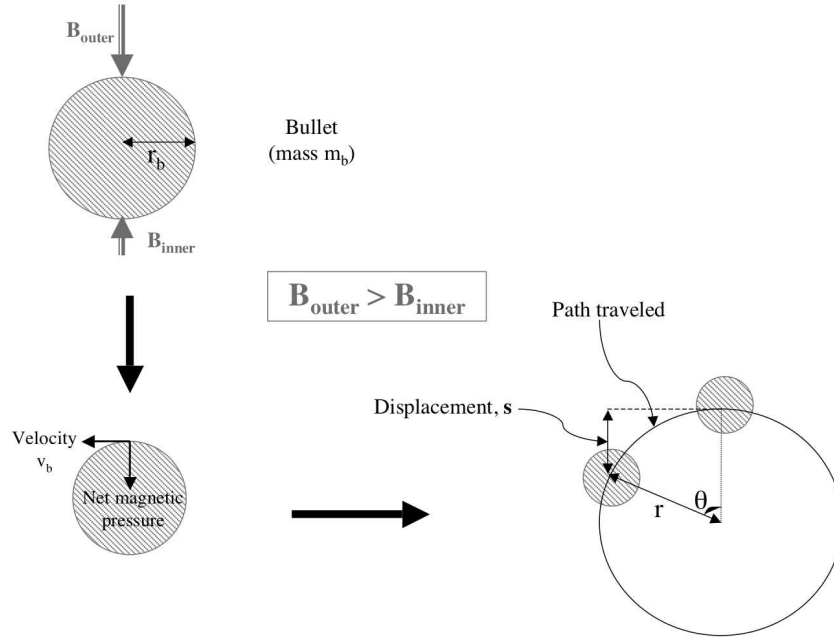 B_outer
r_b
Bullet
(mass m_b)
B_inner
B_outer > B_inner
Path traveled
Displacement, s
Velocity
v_b
Net magnetic
pressure
r
θ